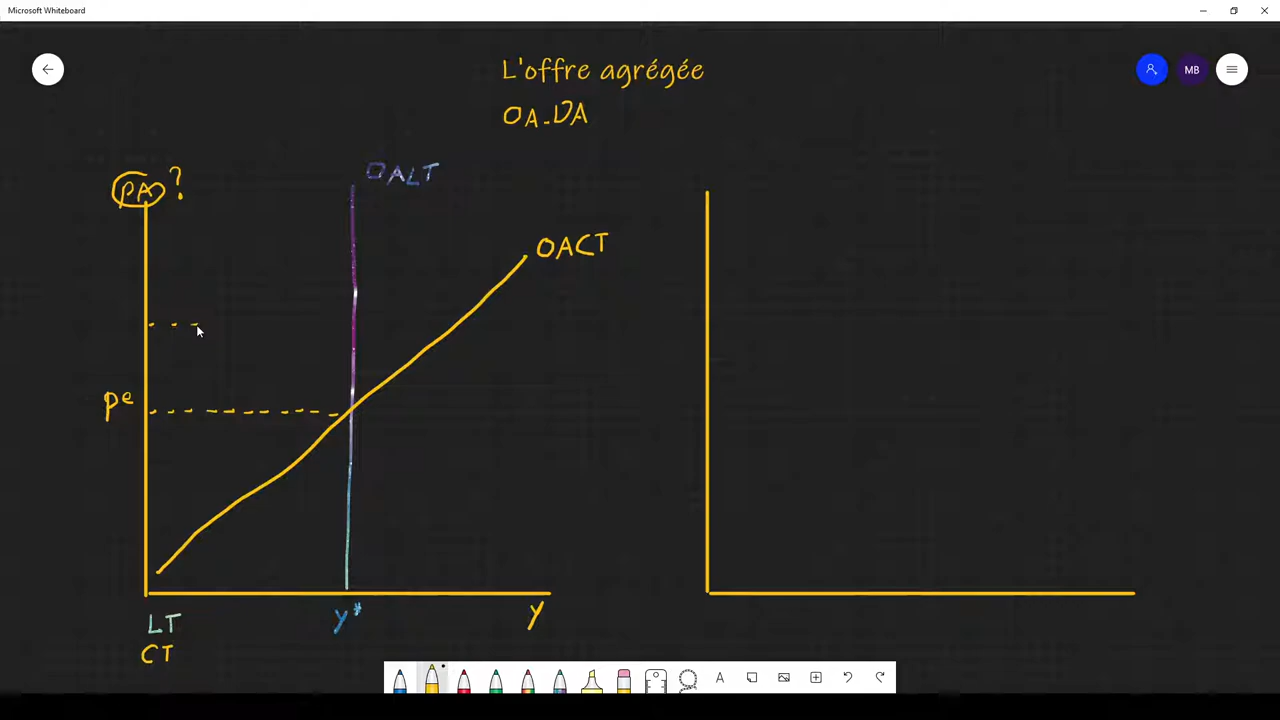 Microsoft Whiteboard
L'offre agrégée
OA-DA
MB
PA ?
OALT
OACT
pe
y*
y
LT
CT
A